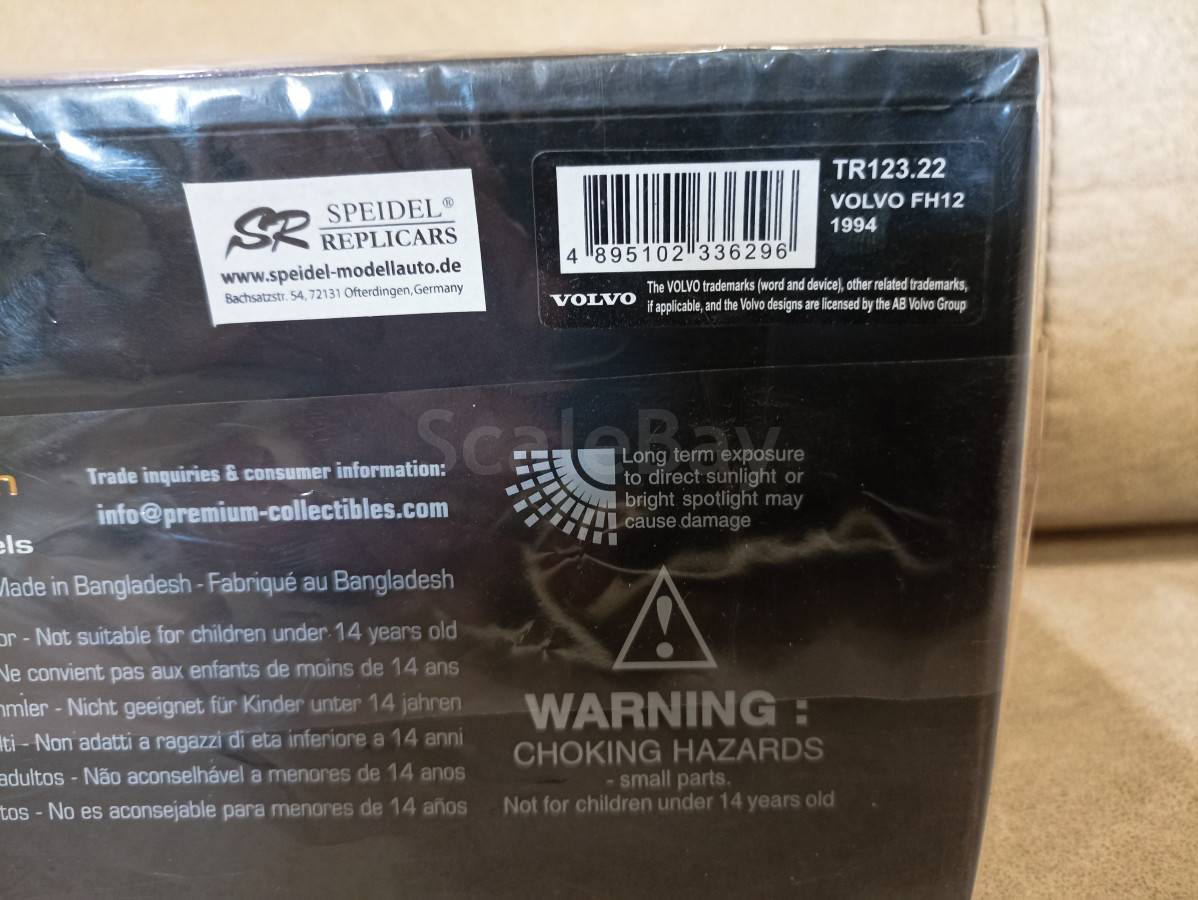 SR SPEIDEL®
REPLICARS
www.speidel-modellauto.de
Bachsatzstr. 54, 72131 Ofterdingen, Germany
TR123.22
VOLVO FH12
1994
4 895102 336296
VOLVO
The VOLVO trademarks (word and device), other related trademarks,
if applicable, and the Volvo designs are licensed by the AB Volvo Group
ScaleBay
n
Trade inquiries & consumer information:
info@premium-collectibles.com
els
Made in Bangladesh - Fabriqué au Bangladesh
or - Not suitable for children under 14 years old
Ne convient pas aux enfants de moins de 14 ans
mler - Nicht geeignet für Kinder unter 14 jahren
lti - Non adatti a ragazzi di eta inferiore a 14 anni
adultos - Não aconselhável a menores de 14 anos
tos - No es aconsejable para menores de 14 años
Long term exposure
to direct sunlight or
bright spotlight may
cause damage
WARNING :
CHOKING HAZARDS
- small parts.
Not for children under 14 years old